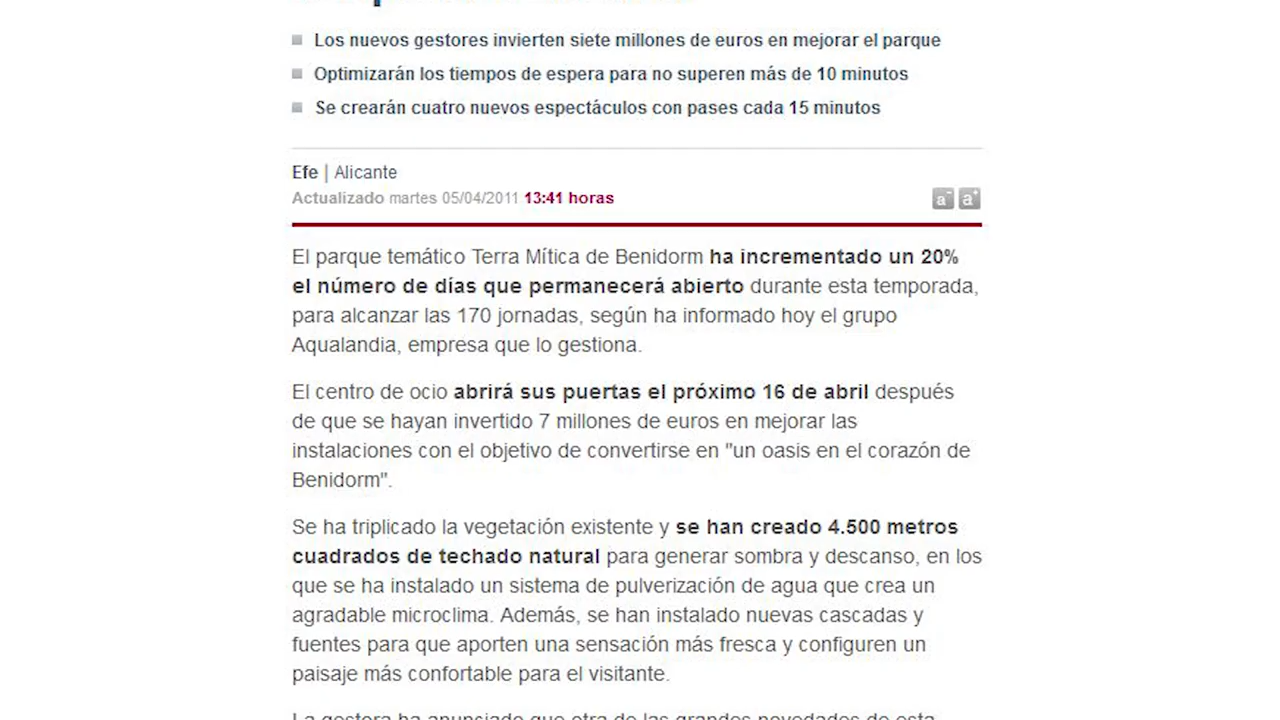 Los nuevos gestores invierten siete millones de euros en mejorar el parque
Optimizarán los tiempos de espera para no superen más de 10 minutos
Se crearán cuatro nuevos espectáculos con pases cada 15 minutos
Efe | Alicante
Actualizado martes 05/04/2011 13:41 horas
a- a+
El parque temático Terra Mítica de Benidorm ha incrementado un 20%
el número de días que permanecerá abierto durante esta temporada,
para alcanzar las 170 jornadas, según ha informado hoy el grupo
Aqualandia, empresa que lo gestiona.
El centro de ocio abrirá sus puertas el próximo 16 de abril después
de que se hayan invertido 7 millones de euros en mejorar las
instalaciones con el objetivo de convertirse en "un oasis en el corazón de
Benidorm".
Se ha triplicado la vegetación existente y se han creado 4.500 metros
cuadrados de techado natural para generar sombra y descanso, en los
que se ha instalado un sistema de pulverización de agua que crea un
agradable microclima. Además, se han instalado nuevas cascadas y
fuentes para que aporten una sensación más fresca y configuren un
paisaje más confortable para el visitante.
La gestora ha anunciado que otra de las grandes novedades de esta